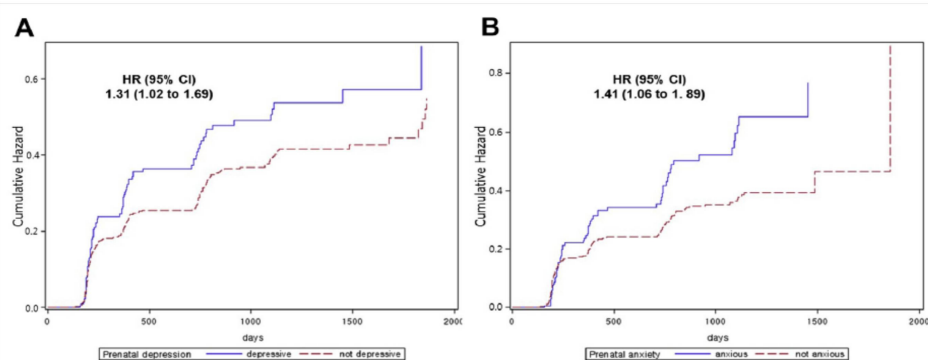 A
HR (95% CI)
1.31 (1.02 to 1.69)
Cumulative Hazard
0.6
0.4
0.2
0.0
0 500 1000 1500 2000
days
Prenatal depression depressive not depressive
B
HR (95% CI)
1.41 (1.06 to 1. 89)
Cumulative Hazard
0.8
0.6
0.4
0.2
0.0
0 500 1000 1500 2000
days
Prenatal anxiety anxious not anxious